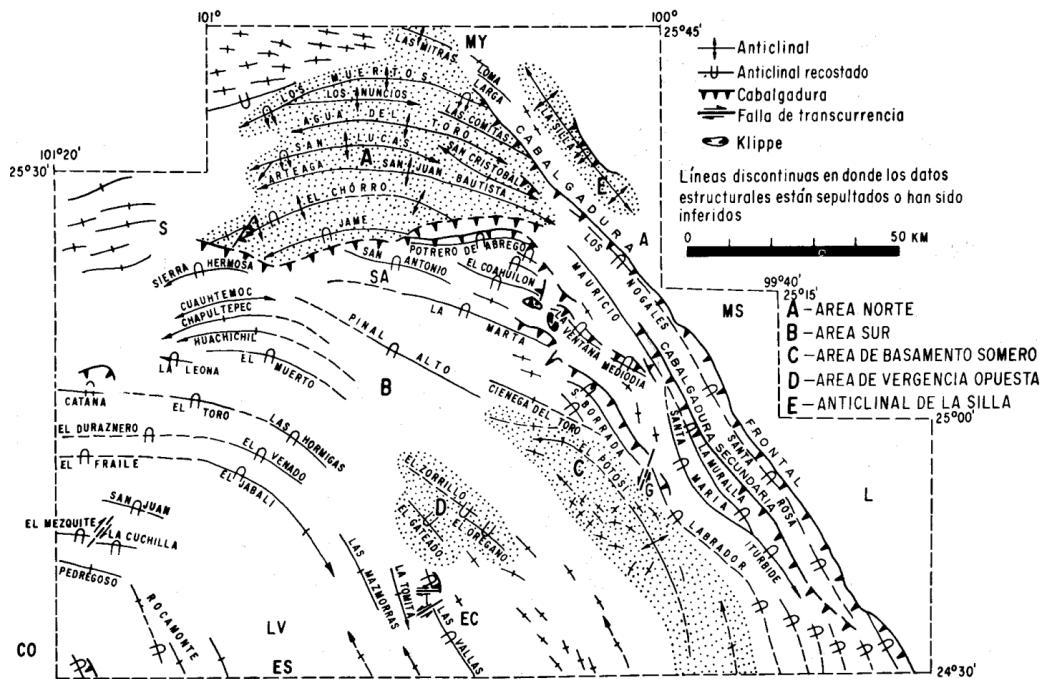 101°
100°
25°45'
MY
LAS MITRAS
LOMA
LARGA
LOS MUERTOS
LOS NUNCIOS
AGUA DEL TORO
LAS COMITAS
SAN LUCAS
A
ARTEAGA
SAN JUAN BAUTISTA
SAN CRISTOBAL
EL CHORRO
JAME
LA SILLA
E
CABALGADURA
FRONTAL
Anticlinal
Anticlinal recostado
Cabalgadura
Falla de transcurrencia
Klippe
Líneas discontinuas en donde los datos
estructurales están sepultados o han sido
inferidos
0
50 KM
101°20'
25°30'
S
A
POTRERO DE ABREGO
SAN ANTONIO
SA
EL COAHUILON
SIERRA HERMOSA
CUAUHTEMOC
CHAPULTEPEC
HUACHICHIL
LA LEONA
EL MUERTO
PINAL ALTO
LA MARTA
LA VENTANA
MEDIODIA
LOS NOGALES
MAURICIO
CABALGADURA SECUNDARIA
MS
99°40'
25°15'
A-AREA NORTE
B-AREA SUR
C-AREA DE BASAMENTO SOMERO
D-AREA DE VERGENCIA OPUESTA
E-ANTICLINAL DE LA SILLA
25°00'
B
CATANA
EL TORO
LAS HORMIGAS
EL DURAZNERO
EL VENADO
EL FRAILE
EL JABALI
CIENEGA DEL TORO
S. BORRADA
EL POTOSI
C
G
SANTA MARIA
LA MURALLA
SANTA ROSA
L
LABRADOR
ITURBIDE
EL ZORRILLO
D
EL OREGANO
EL GATEADO
SAN JUAN
EL MEZQUITE
LA CUCHILLA
PEDREGOSO
ROCAMONTE
LAS MAZMORRAS
LA TOMITA
LAS VALLAS
EC
LV
CO
ES
24°30'